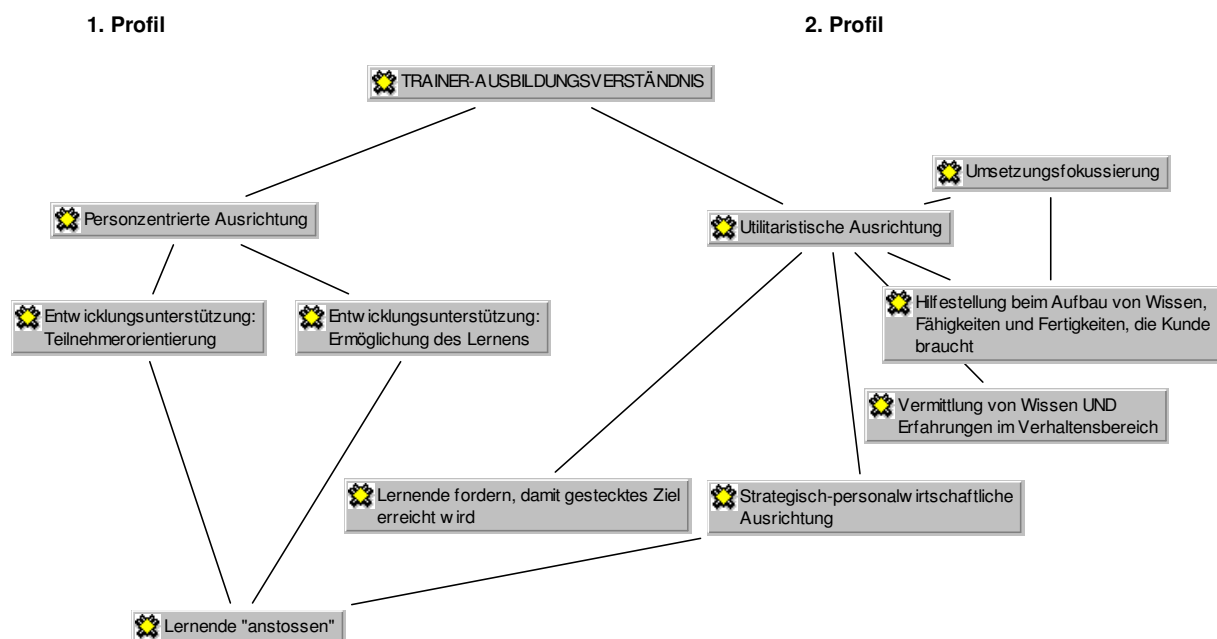 1. Profil
2. Profil
TRAINER-AUSBILDUNGSVERSTÄNDNIS
Umsetzungsfokussierung
Personzentrierte Ausrichtung
Utilitaristische Ausrichtung
Entwicklungsunterstützung:
Teilnehmerorientierung
Entwicklungsunterstützung:
Ermöglichung des Lernens
Hilfestellung beim Aufbau von Wissen,
Fähigkeiten und Fertigkeiten, die Kunde
braucht
Vermittlung von Wissen UND
Erfahrungen im Verhaltensbereich
Lernende fordern, damit gestecktes Ziel
erreicht wird
Strategisch-personalwirtschaftliche
Ausrichtung
Lernende "anstossen"